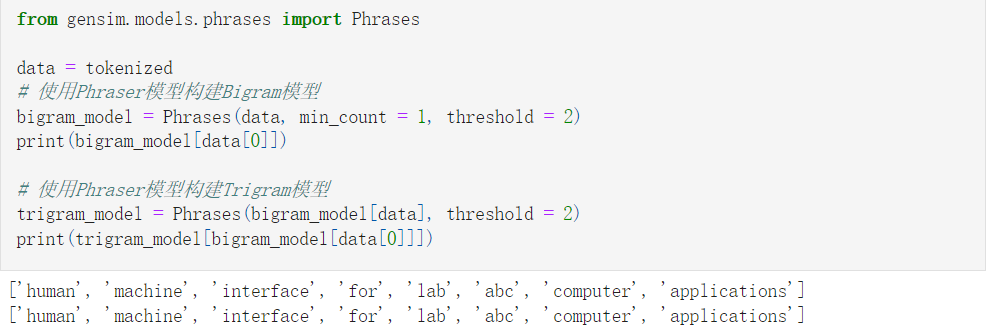 from gensim.models.phrases import Phrases
data = tokenized
# 使用Phraser模型构建Bigram模型
bigram_model = Phrases(data, min_count = 1, threshold = 2)
print(bigram_model[data[0]])
# 使用Phraser模型构建Trigram模型
trigram_model = Phrases(bigram_model[data], threshold = 2)
print(trigram_model[bigram_model[data[0]]])
['human', 'machine', 'interface', 'for', 'lab', 'abc', 'computer', 'applications']
['human', 'machine', 'interface', 'for', 'lab', 'abc', 'computer', 'applications']